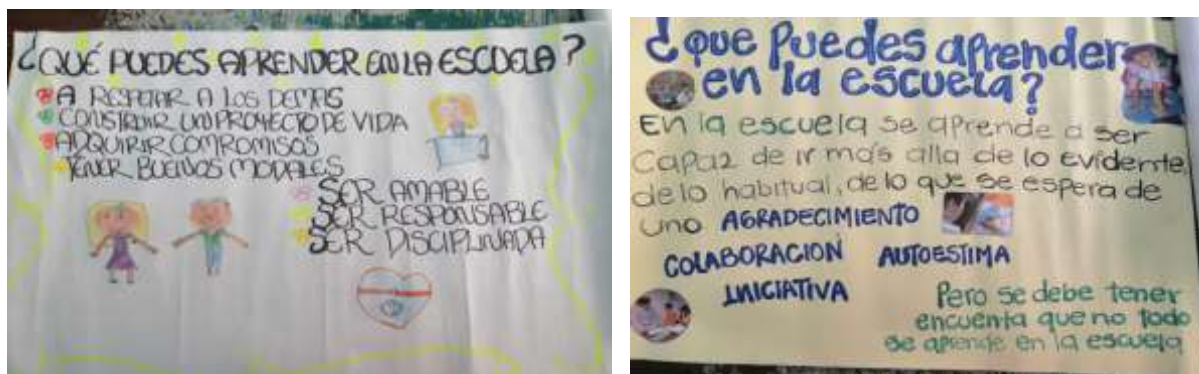 ¿QUÉ PUEDES APRENDER EN LA ESCUELA?
A RESPETAR A LOS DEMAS
CONSTRUIR UN PROYECTO DE VIDA
ADQUIRIR COMPROMISOS
TENER BUENOS MODALES
SER AMABLE
SER RESPONSABLE
SER DISCIPLINADA
¿que Puedes aprender
en la escuela?
En la escuela se aprende a ser
Capaz de ir más alla de lo Evidente,
de lo habitual, de lo que se espera de
uno AGRADECIMIENTO
COLABORACIÓN AUTOESTIMA
INICIATIVA
Pero se debe tener
encuenta que no todo
se aprende en la escuela